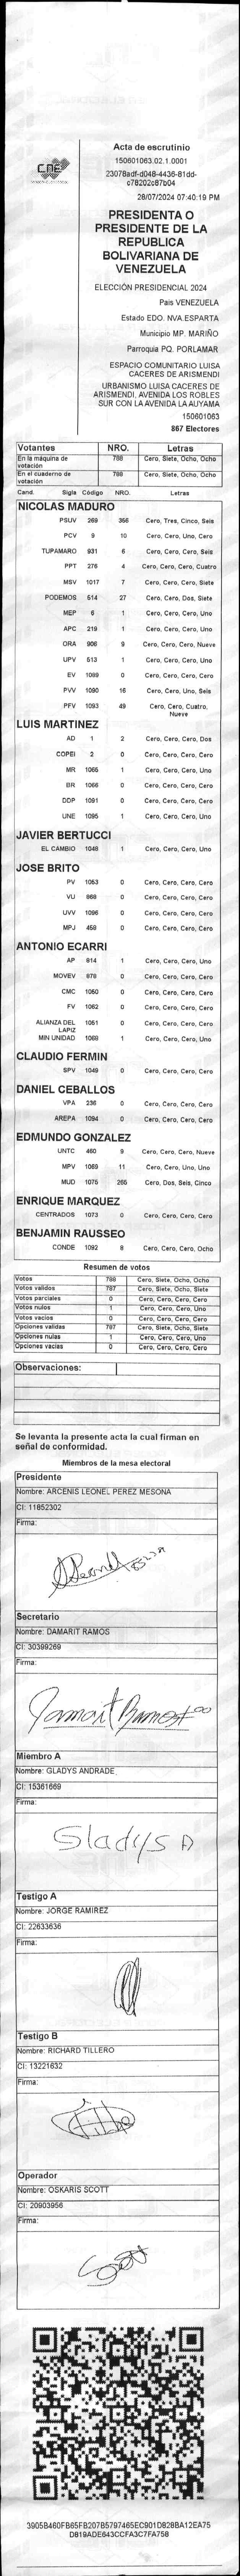 CNE
Acta de escrutinio
150601063.02.1.0001
23078adf-d048-4436-81dd-
c78202c87b04
28/07/2024 07:40:19 PM
PRESIDENTA O
PRESIDENTE DE LA
REPUBLICA
BOLIVARIANA DE
VENEZUELA
ELECCIÓN PRESIDENCIAL 2024
Pais VENEZUELA
Estado EDO. NVA.ESPARTA
Municipio MP. MARIÑO
Parroquia PQ. PORLAMAR
ESPACIO COMUNITARIO LUISA
CACERES DE ARISMENDI
URBANISMO LUISA CACERES DE
ARISMENDI, AVENIDA LOS ROBLES
SUR CON LA AVENIDA LA AUYAMA
150601063
867 Electores
Votantes NRO. Letras
En la máquina de votación 788 Cero, Siete, Ocho, Ocho
En el cuaderno de votación 788 Cero, Siete, Ocho, Ocho
Cand. Sigla Código NRO. Letras
NICOLAS MADURO
PSUV 269 356 Cero, Tres, Cinco, Seis
PCV 9 10 Cero, Cero, Uno, Cero
TUPAMARO 931 6 Cero, Cero, Cero, Seis
PPT 276 4 Cero, Cero, Cero, Cuatro
MSV 1017 7 Cero, Cero, Cero, Siete
PODEMOS 514 27 Cero, Cero, Dos, Siete
MEP 6 1 Cero, Cero, Cero, Uno
APC 219 1 Cero, Cero, Cero, Uno
ORA 906 9 Cero, Cero, Cero, Nueve
UPV 513 1 Cero, Cero, Cero, Uno
EV 1089 0 Cero, Cero, Cero, Cero
PVV 1090 16 Cero, Cero, Uno, Seis
PFV 1093 49 Cero, Cero, Cuatro,
Nueve
LUIS MARTINEZ
AD 1 2 Cero, Cero, Cero, Dos
COPEI 2 0 Cero, Cero, Cero, Cero
MR 1065 1 Cero, Cero, Cero, Uno
BR 1066 0 Cero, Cero, Cero, Cero
DDP 1091 0 Cero, Cero, Cero, Cero
UNE 1095 1 Cero, Cero, Cero, Uno
JAVIER BERTUCCI
EL CAMBIO 1048 1 Cero, Cero, Cero, Uno
JOSE BRITO
PV 1053 0 Cero, Cero, Cero, Cero
VU 868 0 Cero, Cero, Cero, Cero
UVV 1096 0 Cero, Cero, Cero, Cero
MPJ 459 0 Cero, Cero, Cero, Cero
ANTONIO ECARRI
AP 914 1 Cero, Cero, Cero, Uno
MOVEV 879 0 Cero, Cero, Cero, Cero
CMC 1050 0 Cero, Cero, Cero, Cero
FV 1062 0 Cero, Cero, Cero, Cero
ALIANZA DEL LAPIZ 1051 0 Cero, Cero, Cero, Cero
MIN UNIDAD 1068 1 Cero, Cero, Cero, Uno
CLAUDIO FERMIN
SPV 1049 0 Cero, Cero, Cero, Cero
DANIEL CEBALLOS
VPA 236 0 Cero, Cero, Cero, Cero
AREPA 1094 0 Cero, Cero, Cero, Cero
EDMUNDO GONZALEZ
UNTC 460 9 Cero, Cero, Cero, Nueve
MPV 1069 11 Cero, Cero, Uno, Uno
MUD 1075 265 Cero, Dos, Seis, Cinco
ENRIQUE MARQUEZ
CENTRADOS 1073 0 Cero, Cero, Cero, Cero
BENJAMIN RAUSSEO
CONDE 1092 8 Cero, Cero, Cero, Ocho
Resumen de votos
Votos 788 Cero, Siete, Ocho, Ocho
Votos validos 787 Cero, Siete, Ocho, Siete
Votos parciales 0 Cero, Cero, Cero, Cero
Votos nulos 1 Cero, Cero, Cero, Uno
Votos vacios 0 Cero, Cero, Cero, Cero
Opciones validas 787 Cero, Siete, Ocho, Siete
Opciones nulas 1 Cero, Cero, Cero, Uno
Opciones vacias 0 Cero, Cero, Cero, Cero
Observaciones:
Se levanta la presente acta la cual firman en
señal de conformidad.
Miembros de la mesa electoral
Presidente
Nombre: ARCENIS LEONEL PEREZ MESONA
CI: 11852302
Firma:
Secretario
Nombre: DAMARIT RAMOS
CI: 30399269
Firma:
Damarit Ramos
Miembro A
Nombre: GLADYS ANDRADE
CI: 15361669
Firma:
Gladys A
Testigo A
Nombre: JORGE RAMIREZ
CI: 22633636
Firma:
Testigo B
Nombre: RICHARD TILLERO
CI: 13221632
Firma:
Operador
Nombre: OSKARIS SCOTT
CI: 20903956
Firma:
3905B460FB65FB207B5797465EC901D828BA12EA75
D819ADE643CCFA3C7FA758